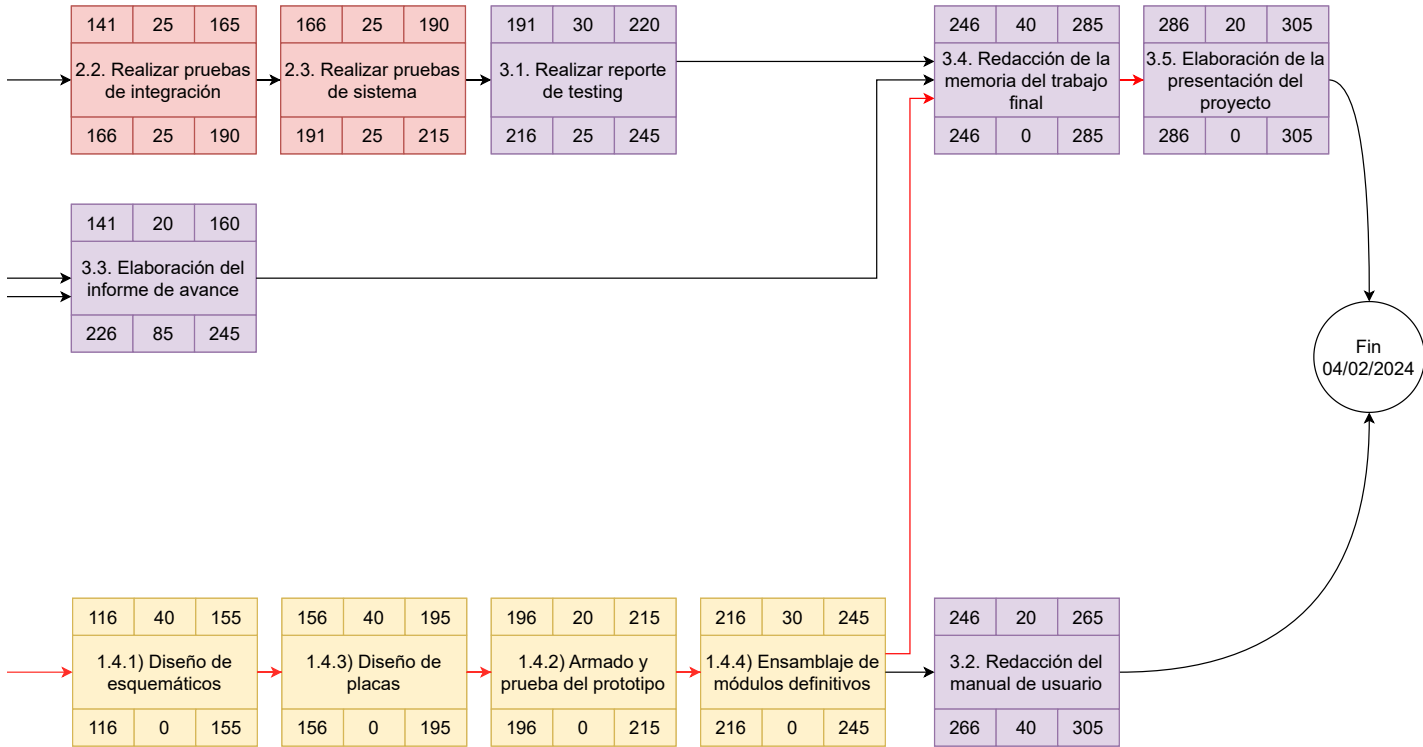 141 25 165
2.2. Realizar pruebas
de integración
166 25 190
166 25 190
2.3. Realizar pruebas
de sistema
191 25 215
191 30 220
3.1. Realizar reporte
de testing
216 25 245
246 40 285
3.4. Redacción de la
memoria del trabajo
final
246 0 285
286 20 305
3.5. Elaboración de la
presentación del
proyecto
286 0 305
141 20 160
3.3. Elaboración del
informe de avance
226 85 245
Fin
04/02/2024
116 40 155
1.4.1) Diseño de
esquemáticos
116 0 155
156 40 195
1.4.3) Diseño de
placas
156 0 195
196 20 215
1.4.2) Armado y
prueba del prototipo
196 0 215
216 30 245
1.4.4) Ensamblaje de
módulos definitivos
216 0 245
246 20 265
3.2. Redacción del
manual de usuario
266 40 305